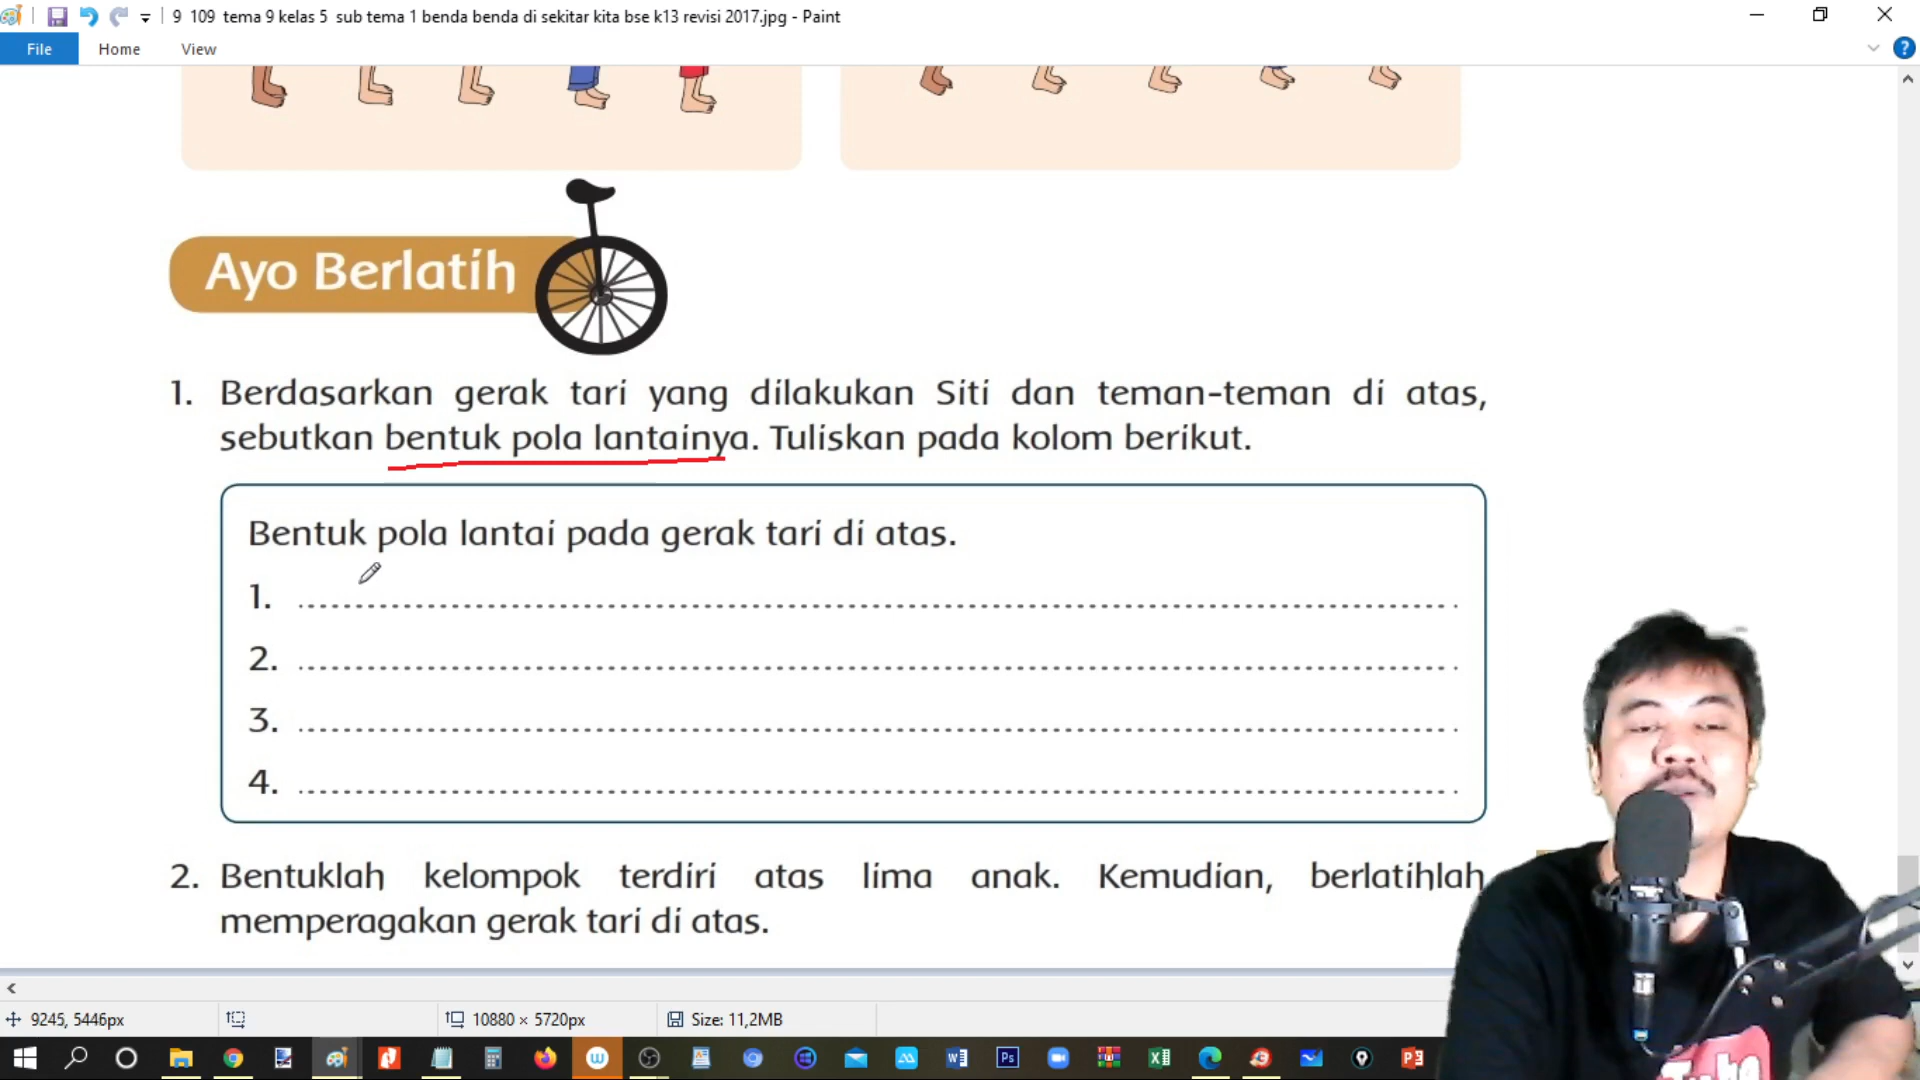 9 109 tema 9 kelas 5 sub tema 1 benda benda di sekitar kita bse k13 revisi 2017.jpg - Paint
File Home View
Ayo Berlatih
1. Berdasarkan gerak tari yang dilakukan Siti dan teman-teman di atas,
sebutkan bentuk pola lantainya. Tuliskan pada kolom berikut.
Bentuk pola lantai pada gerak tari di atas.
1. ..........
2. ..........
3. ..........
4. ..........
2. Bentuklah kelompok terdiri atas lima anak. Kemudian, berlatihlah
memperagakan gerak tari di atas.
9245, 5446px 10880 × 5720px Size: 11,2MB